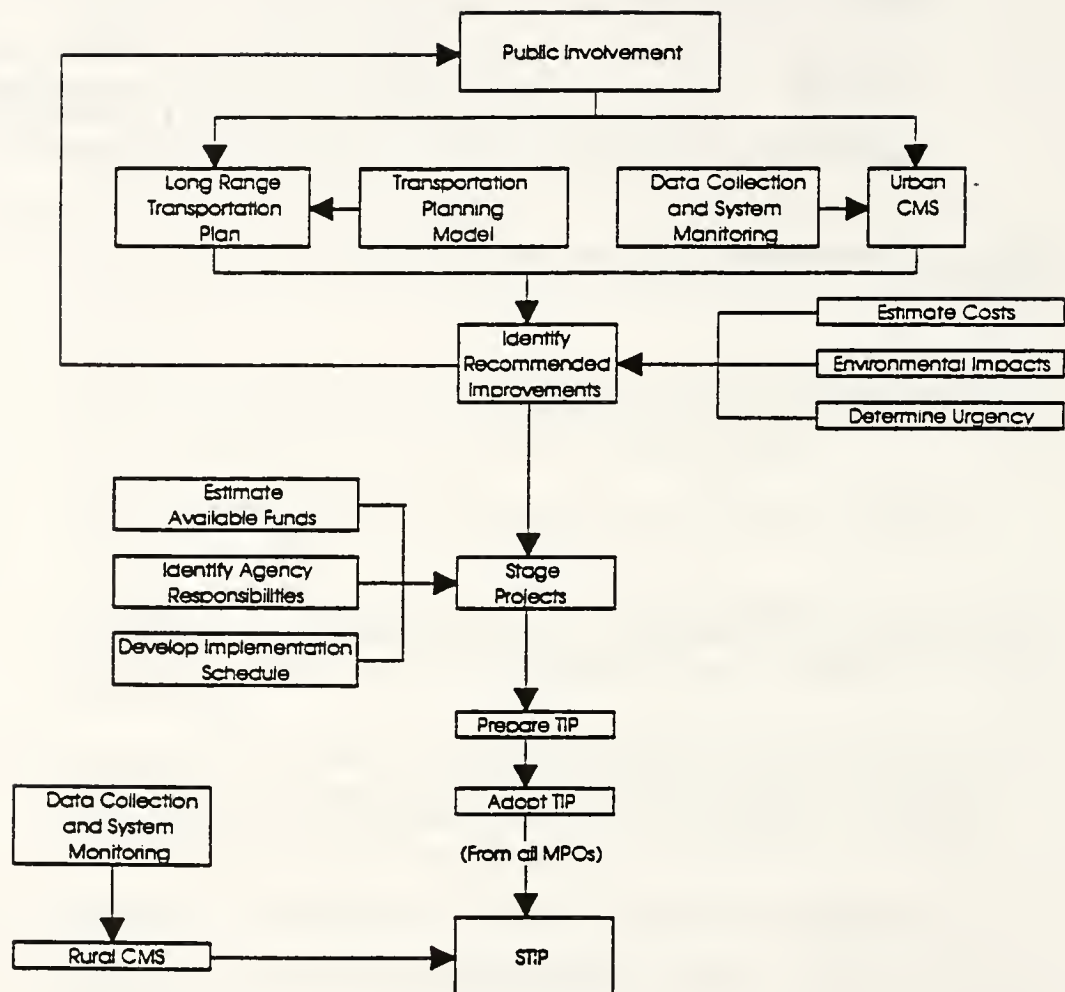 Public Involvement
Long Range
Transportation
Plan
Transportation
Planning
Model
Data Collection
and System
Manitoring
Urban
CMS
Identify
Recommended
Improvements
Estimate Costs
Environmental Impacts
Determine Urgency
Estimate
Available Funds
Identify Agency
Responsibilities
Develop Implementation
Schedule
Stage
Projects
Prepare TIP
Adopt TIP
(From all MPOs)
Data Collection
and System
Monitoring
Rural CMS
STIP